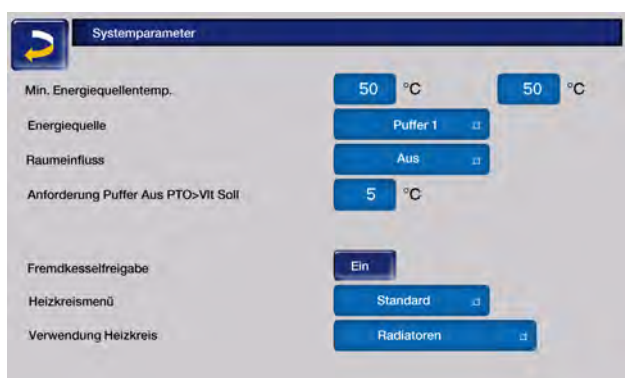 Systemparameter
Min. Energiequellentemp. 50 °C 50 °C
Energiequelle Puffer 1
Raumeinfluss Aus
Anforderung Puffer Aus PTO>Vlt Soll 5 °C
Fremdkesselfreigabe Ein
Heizkreismenü Standard
Verwendung Heizkreis Radiatoren